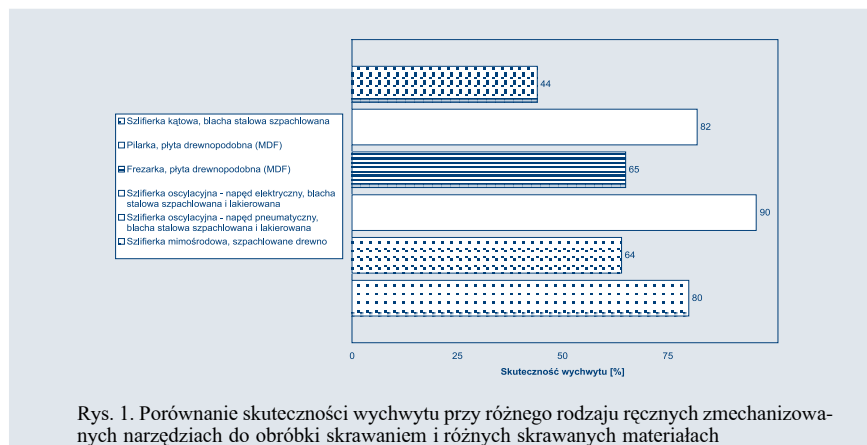 44
82
65
90
64
80
Szlifierka kątowa, blacha stalowa szpachlowana
Pilarka, płyta drewnopodobna (MDF)
Frezarka, płyta drewnopodobna (MDF)
Szlifierka oscylacyjna - napęd elektryczny, blacha
stalowa szpachlowana i lakierowana
Szlifierka oscylacyjna - napęd pneumatyczny,
blacha stalowa szpachlowana i lakierowana
Szlifierka mimośrodowa, szpachlowane drewno
0 25 50 75
Skuteczność wychwytu [%]
Rys. 1. Porównanie skuteczności wychwytu przy różnego rodzaju ręcznych zmechanizowa-
nych narzędziach do obróbki skrawaniem i różnych skrawanych materiałach